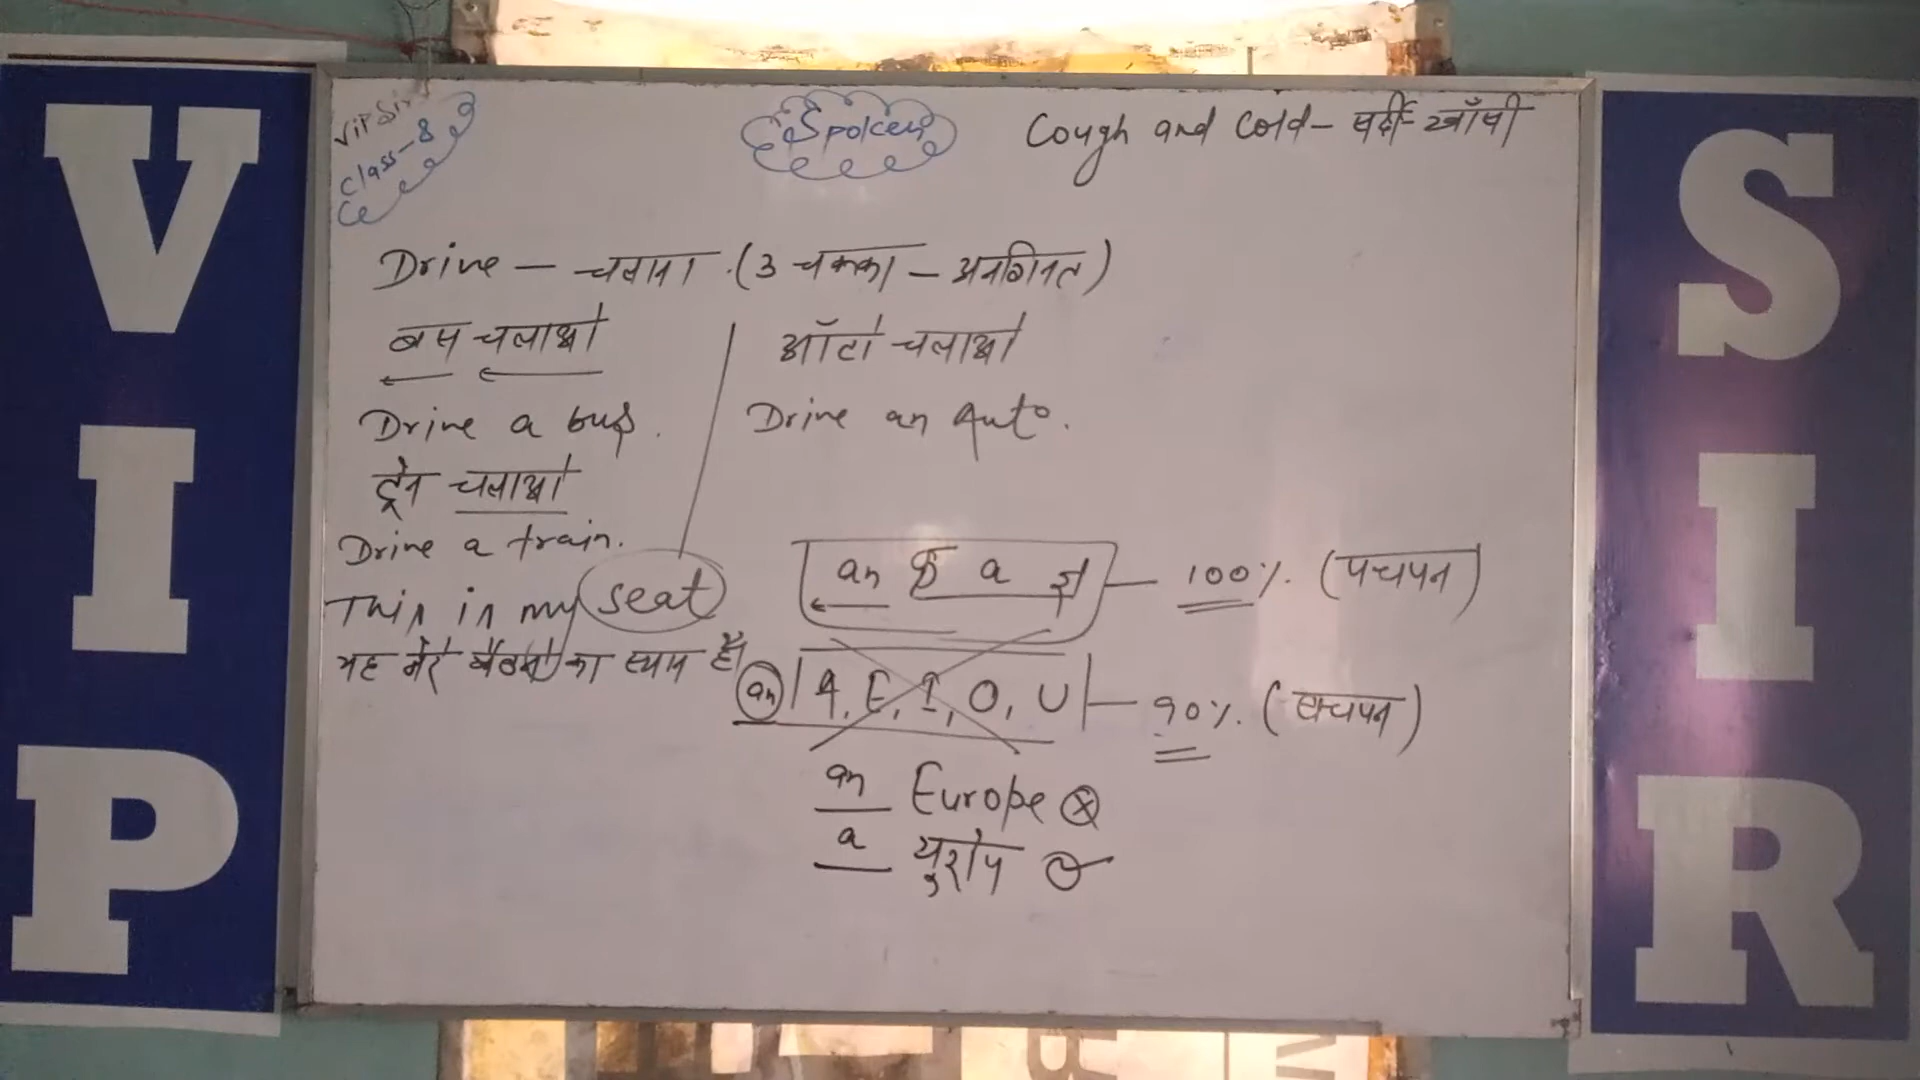 VIP
SIR
VIP Sir
Class-8
Spoken
Cough and Cold - सर्दी-खाँसी
Drive — चलाना (3 चक्का — अनगिनत)
बस चलाओ
Drive a bus.
ट्रेन चलाओ
Drive a train.
This is my seat
यह मेरे बैठने का स्थान है।
ऑटो चलाओ
Drive an Auto.
an a ज्ञ — 100%. (पचपन)
an | A, E, I, O, U | — 90%. (बचपन)
an Europe
a युरोप